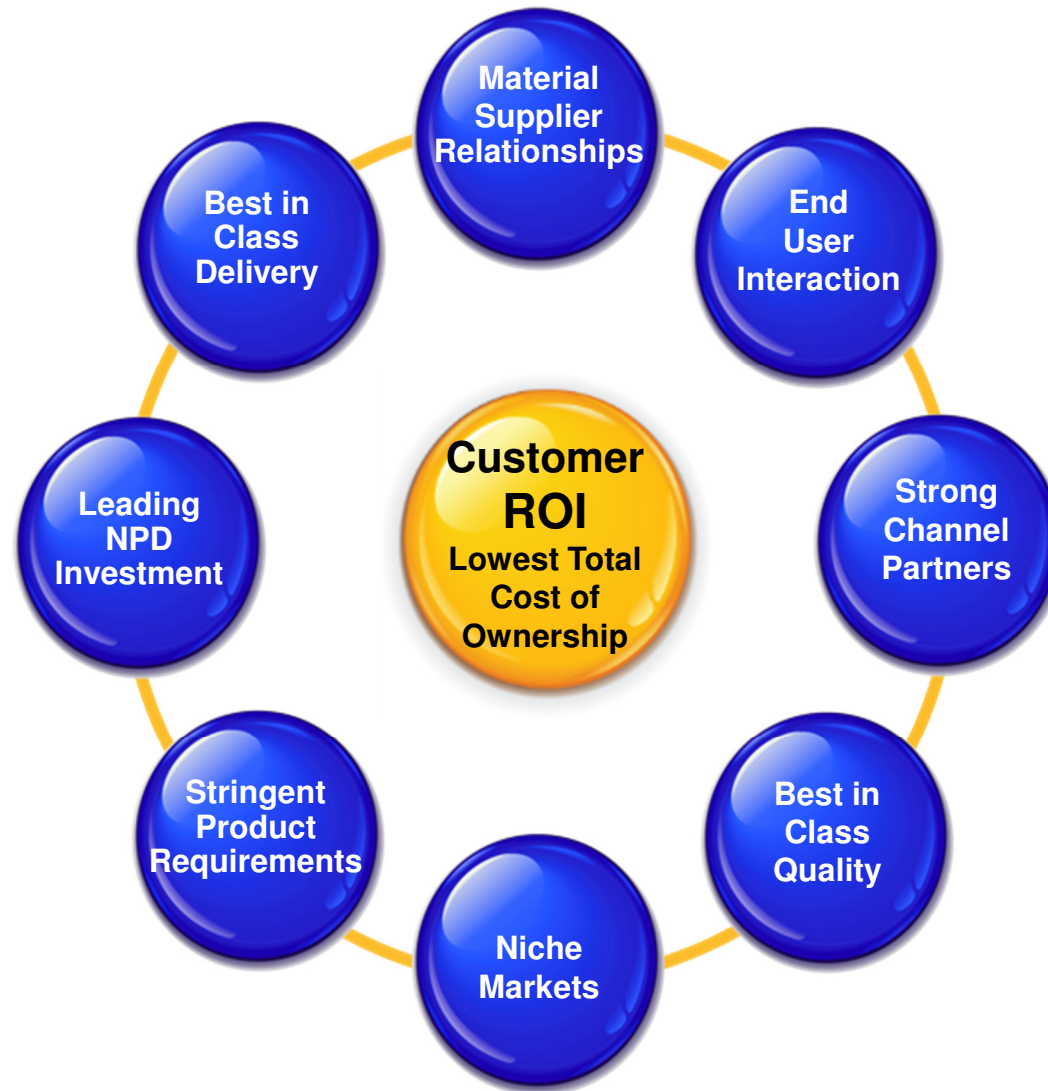 Material
Supplier
Relationships
End
User
Interaction
Strong
Channel
Partners
Best in
Class
Quality
Niche
Markets
Stringent
Product
Requirements
Leading
NPD
Investment
Best in
Class
Delivery
Customer
ROI
Lowest Total
Cost of
Ownership